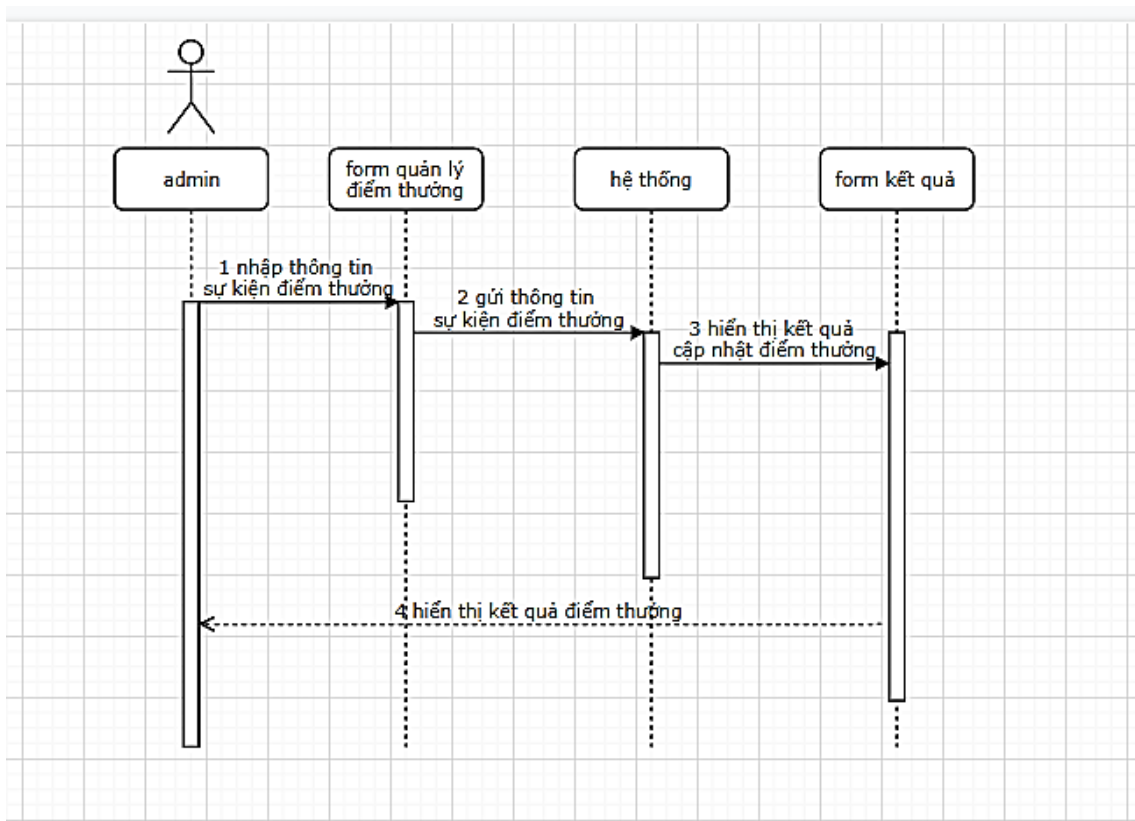 admin
form quản lý
điểm thưởng
hệ thống
form kết quả
1 nhập thông tin
sự kiện điểm thưởng
2 gửi thông tin
sự kiện điểm thưởng
3 hiển thị kết quả
cập nhật điểm thưởng
4 hiển thị kết quả điểm thưởng